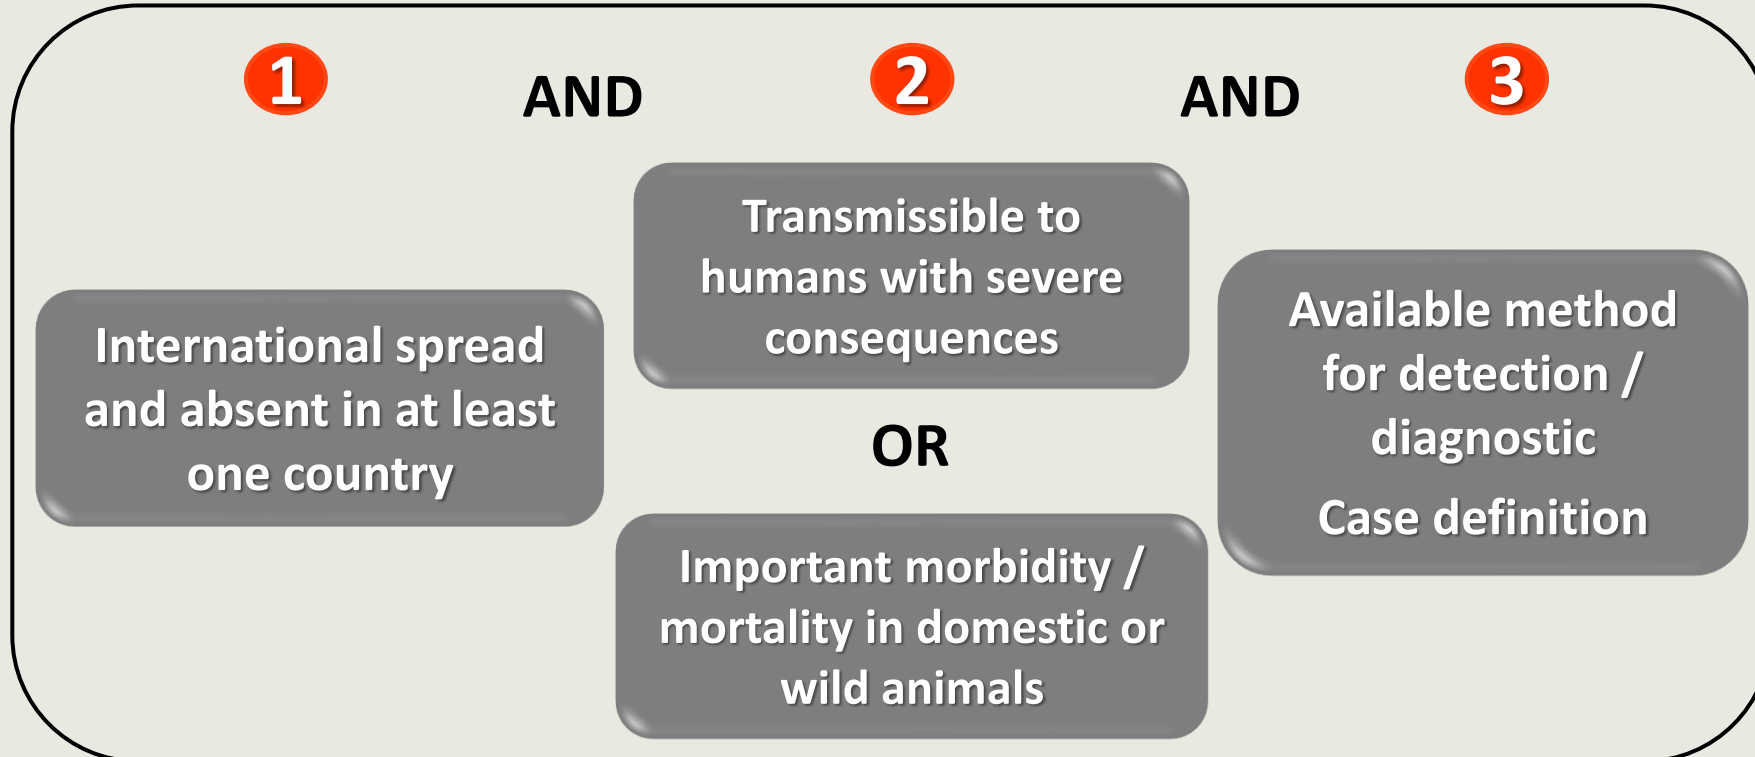 1
AND
2
AND
3
International spread
and absent in at least
one country
Transmissible to
humans with severe
consequences
OR
Important morbidity /
mortality in domestic or
wild animals
Available method
for detection /
diagnostic
Case definition